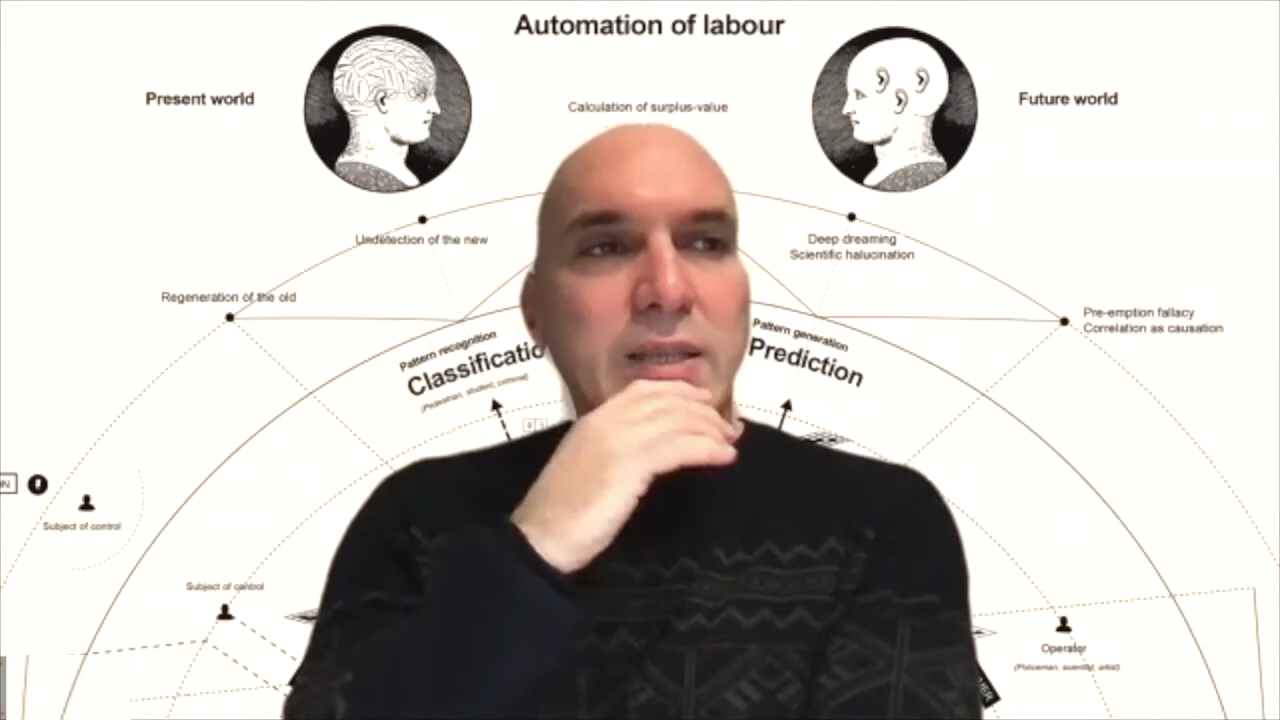 Automation of labour
Present world
Future world
Calculation of surplus-value
Undetection of the new
Deep dreaming
Scientific halucination
Regeneration of the old
Pre-emption fallacy
Correlation as causation
Pattern recognition
Classificatio
(Pedestrian, student, criminal)
Pattern generation
Prediction
Subject of control
Subject of control
Operator
(Policeman, scientist, artist)